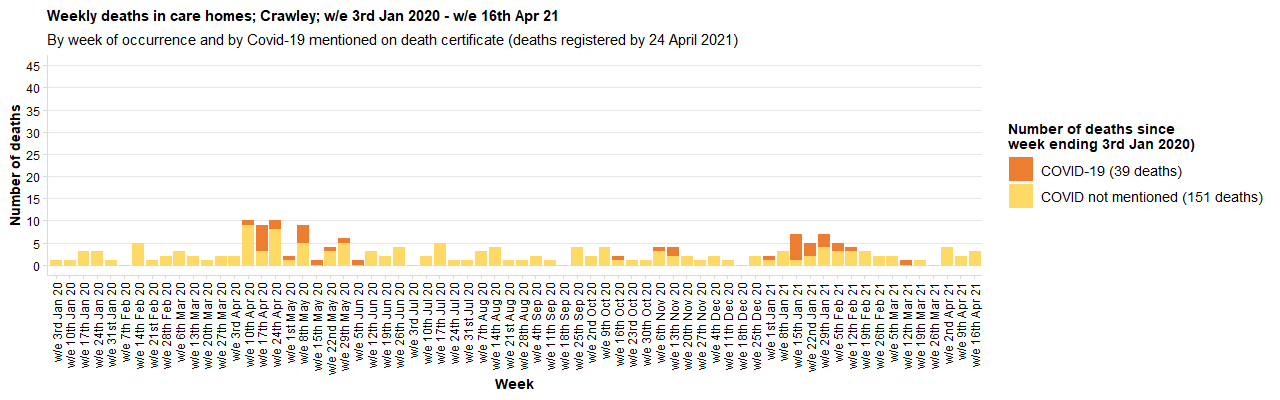 Weekly deaths in care homes; Crawley; w/e 3rd Jan 2020 - w/e 16th Apr 21
By week of occurrence and by Covid-19 mentioned on death certificate (deaths registered by 24 April 2021)
Number of deaths
45
40
35
30
25
20
15
10
5
0
w/e 3rd Jan 20
w/e 10th Jan 20
w/e 17th Jan 20
w/e 24th Jan 20
w/e 31st Jan 20
w/e 7th Feb 20
w/e 14th Feb 20
w/e 21st Feb 20
w/e 28th Feb 20
w/e 6th Mar 20
w/e 13th Mar 20
w/e 20th Mar 20
w/e 27th Mar 20
w/e 3rd Apr 20
w/e 10th Apr 20
w/e 17th Apr 20
w/e 24th Apr 20
w/e 1st May 20
w/e 8th May 20
w/e 15th May 20
w/e 22nd May 20
w/e 29th May 20
w/e 5th Jun 20
w/e 12th Jun 20
w/e 19th Jun 20
w/e 26th Jun 20
w/e 3rd Jul 20
w/e 10th Jul 20
w/e 17th Jul 20
w/e 24th Jul 20
w/e 31st Jul 20
w/e 7th Aug 20
w/e 14th Aug 20
w/e 21st Aug 20
w/e 28th Aug 20
w/e 4th Sep 20
w/e 11th Sep 20
w/e 18th Sep 20
w/e 25th Sep 20
w/e 2nd Oct 20
w/e 9th Oct 20
w/e 16th Oct 20
w/e 23rd Oct 20
w/e 30th Oct 20
w/e 6th Nov 20
w/e 13th Nov 20
w/e 20th Nov 20
w/e 27th Nov 20
w/e 4th Dec 20
w/e 11th Dec 20
w/e 18th Dec 20
w/e 25th Dec 20
w/e 1st Jan 21
w/e 8th Jan 21
w/e 15th Jan 21
w/e 22nd Jan 21
w/e 29th Jan 21
w/e 5th Feb 21
w/e 12th Feb 21
w/e 19th Feb 21
w/e 26th Feb 21
w/e 5th Mar 21
w/e 12th Mar 21
w/e 19th Mar 21
w/e 26th Mar 21
w/e 2nd Apr 21
w/e 9th Apr 21
w/e 16th Apr 21
Week
Number of deaths since
week ending 3rd Jan 2020)
COVID-19 (39 deaths)
COVID not mentioned (151 deaths)